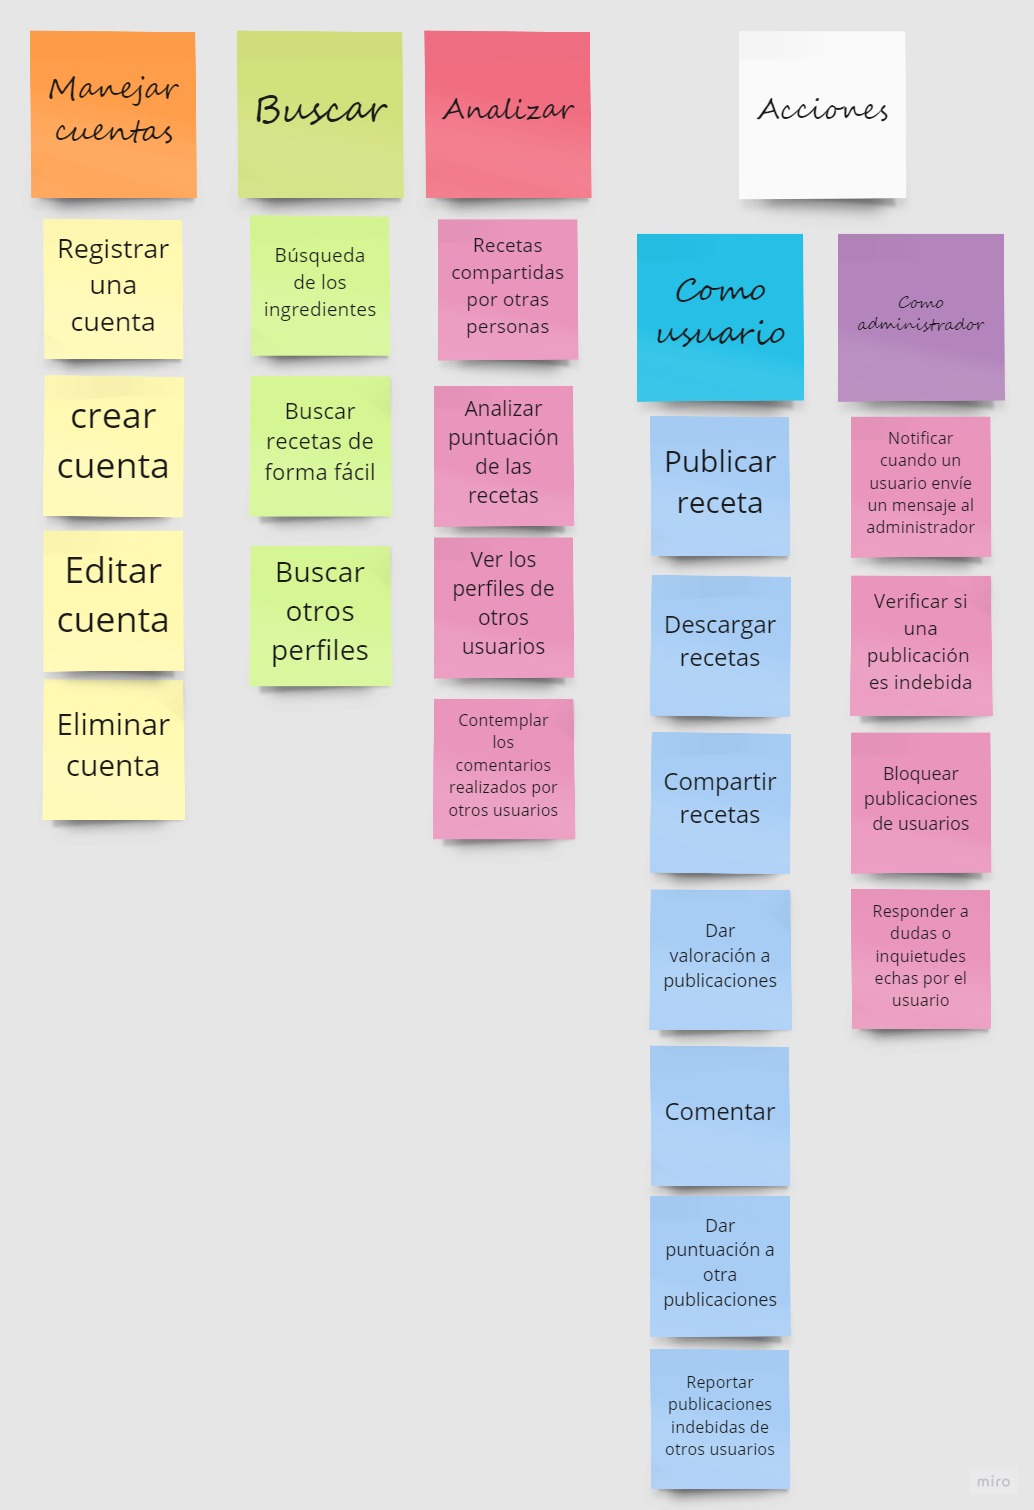 Manejar
cuentas
Registrar
una
cuenta
crear
cuenta
Editar
cuenta
Eliminar
cuenta
Buscar
Búsqueda
de los
ingredientes
Buscar
recetas de
forma fácil
Buscar
otros
perfiles
Analizar
Recetas
compartidas
por otras
personas
Analizar
puntuación
de las
recetas
Ver los
perfiles de
otros
usuarios
Contemplar
los
comentarios
realizados por
otros usuarios
Acciones
Como
usuario
Publicar
receta
Descargar
recetas
Compartir
recetas
Dar
valoración a
publicaciones
Comentar
Dar
puntuación a
otra
publicaciones
Reportar
publicaciones
indebidas de
otros usuarios
Como
administrador
Notificar
cuando un
usuario envíe
un mensaje al
administrador
Verificar si
una
publicación
es indebida
Bloquear
publicaciones
de usuarios
Responder a
dudas o
inquietudes
echas por el
usuario
miro